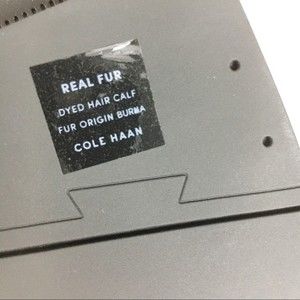 REAL FUR
DYED HAIR CALF
FUR ORIGIN BURMA
COLE HAAN